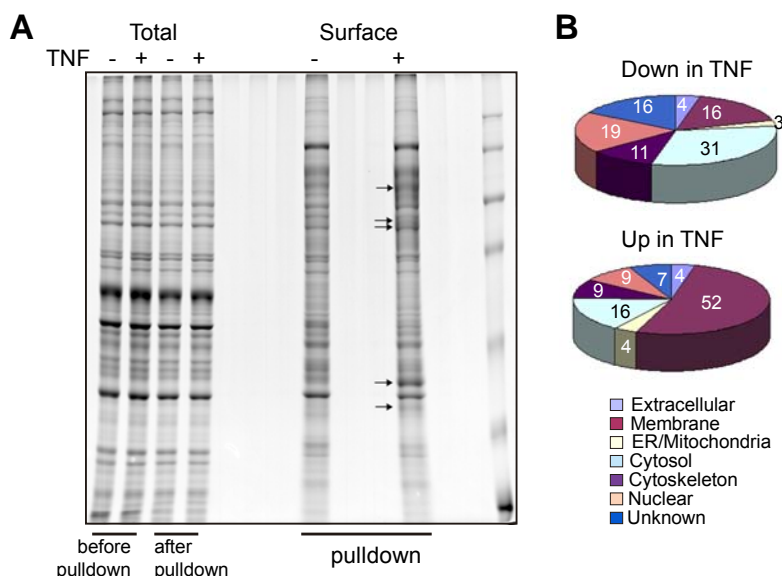 A
Total
Surface
TNF - + - + - +
before pulldown
after pulldown
pulldown
B
Down in TNF
16 4 16 3
19 11 31
Up in TNF
9 7 4
9 52
16
4
Extracellular
Membrane
ER/Mitochondria
Cytosol
Cytoskeleton
Nuclear
Unknown